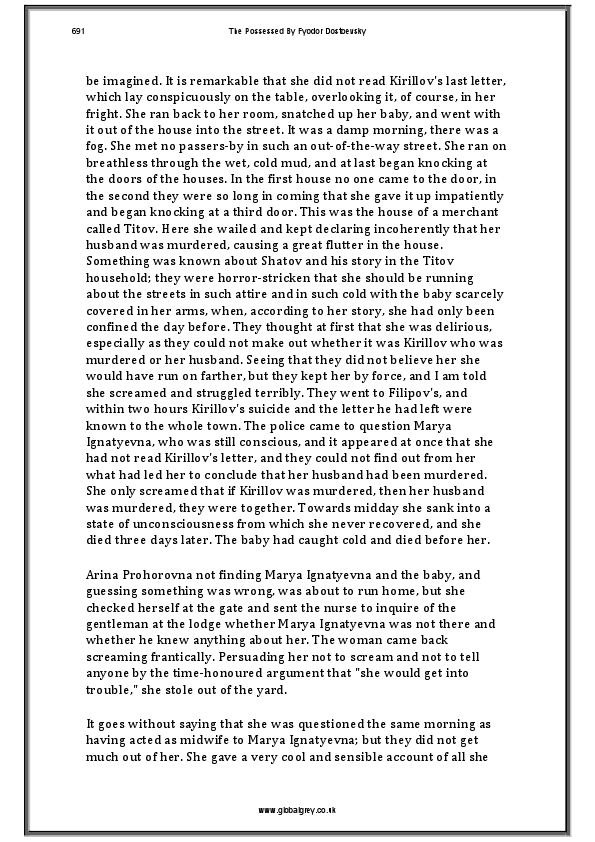 691
The Possessed By Fyodor Dostoevsky
be imagined. It is remarkable that she did not read Kirillov's last letter,
which lay conspicuously on the table, overlooking it, of course, in her
fright. She ran back to her room, snatched up her baby, and went with
it out of the house into the street. It was a damp morning, there was a
fog. She met no passers-by in such an out-of-the-way street. She ran on
breathless through the wet, cold mud, and at last began knocking at
the doors of the houses. In the first house no one came to the door, in
the second they were so long in coming that she gave it up impatiently
and began knocking at a third door. This was the house of a merchant
called Titov. Here she wailed and kept declaring incoherently that her
husband was murdered, causing a great flutter in the house.
Something was known about Shatov and his story in the Titov
household; they were horror-stricken that she should be running
about the streets in such attire and in such cold with the baby scarcely
covered in her arms, when, according to her story, she had only been
confined the day before. They thought at first that she was delirious,
especially as they could not make out whether it was Kirillov who was
murdered or her husband. Seeing that they did not believe her she
would have run on farther, but they kept her by force, and I am told
she screamed and struggled terribly. They went to Filipov's, and
within two hours Kirillov's suicide and the letter he had left were
known to the whole town. The police came to question Marya
Ignatyevna, who was still conscious, and it appeared at once that she
had not read Kirillov's letter, and they could not find out from her
what had led her to conclude that her husband had been murdered.
She only screamed that if Kirillov was murdered, then her husband
was murdered, they were together. Towards midday she sank into a
state of unconsciousness from which she never recovered, and she
died three days later. The baby had caught cold and died before her.
Arina Prohorovna not finding Marya Ignatyevna and the baby, and
guessing something was wrong, was about to run home, but she
checked herself at the gate and sent the nurse to inquire of the
gentleman at the lodge whether Marya Ignatyevna was not there and
whether he knew anything about her. The woman came back
screaming frantically. Persuading her not to scream and not to tell
anyone by the time-honoured argument that "she would get into
trouble," she stole out of the yard.
It goes without saying that she was questioned the same morning as
having acted as midwife to Marya Ignatyevna; but they did not get
much out of her. She gave a very cool and sensible account of all she
www.globalgrey.co.uk